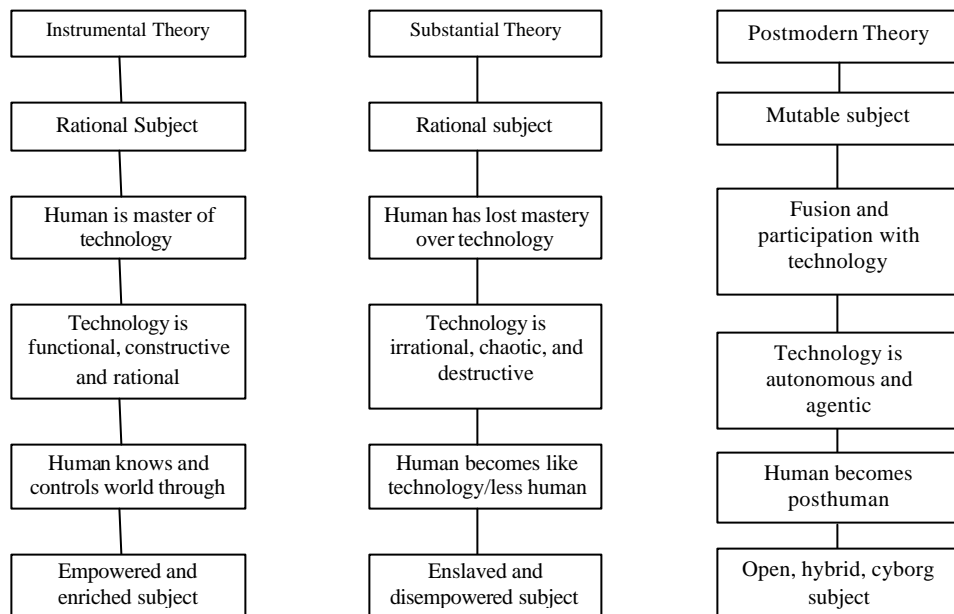 Instrumental Theory
Rational Subject
Human is master of
technology
Technology is
functional, constructive
and rational
Human knows and
controls world through
Empowered and
enriched subject
Substantial Theory
Rational subject
Human has lost mastery
over technology
Technology is
irrational, chaotic, and
destructive
Human becomes like
technology/less human
Enslaved and
disempowered subject
Postmodern Theory
Mutable subject
Fusion and
participation with
technology
Technology is
autonomous and
agentic
Human becomes
posthuman
Open, hybrid, cyborg
subject